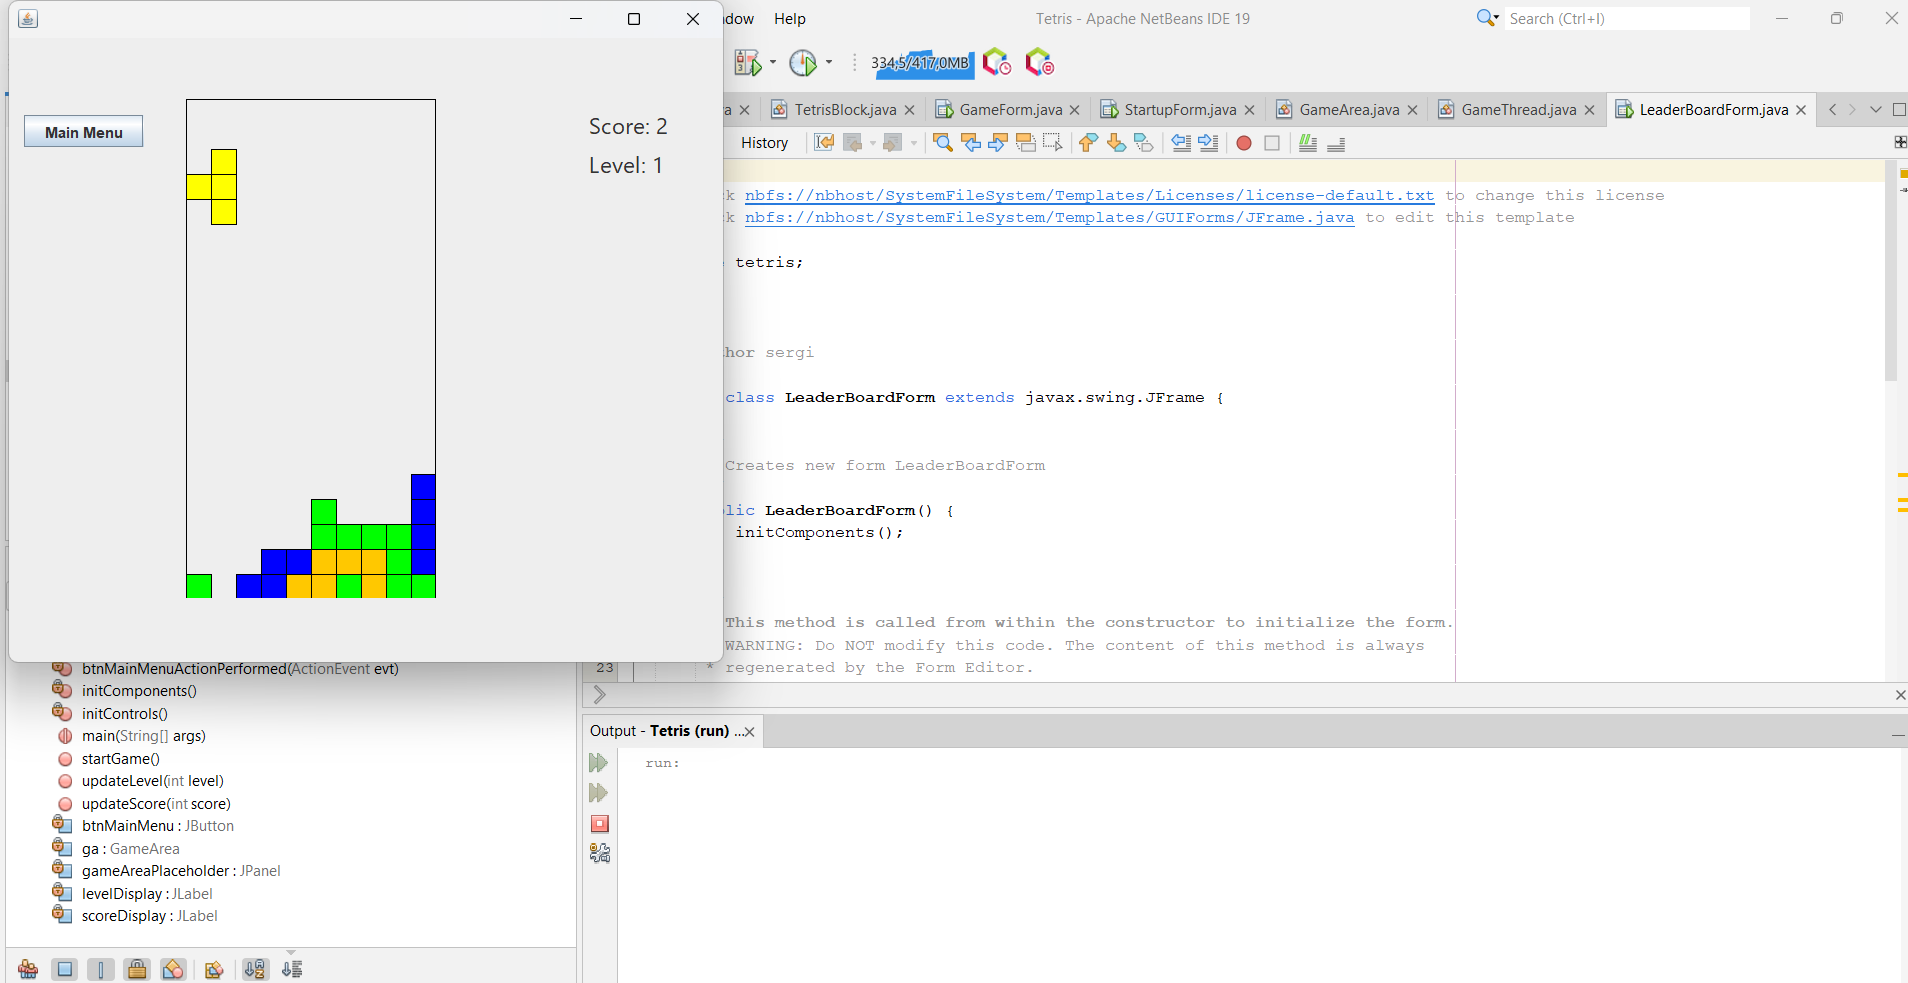 dow Help
Tetris - Apache NetBeans IDE 19
Search (Ctrl+I)
334,5/417,0MB
a
TetrisBlock.java
GameForm.java
StartupForm.java
GameArea.java
GameThread.java
LeaderBoardForm.java
History
Main Menu
Score: 2
Level: 1
k nbfs://nbhost/SystemFileSystem/Templates/Licenses/license-default.txt to change this license
k nbfs://nbhost/SystemFileSystem/Templates/GUIForms/JFrame.java to edit this template
tetris;
hor sergi
class LeaderBoardForm extends javax.swing.JFrame {
Creates new form LeaderBoardForm
lic LeaderBoardForm() {
initComponents();
This method is called from within the constructor to initialize the form.
WARNING: Do NOT modify this code. The content of this method is always
23 * regenerated by the Form Editor.
btnMainMenuActionPerformed(ActionEvent evt)
initComponents()
initControls()
main(String[] args)
startGame()
updateLevel(int level)
updateScore(int score)
btnMainMenu : JButton
ga : GameArea
gameAreaPlaceholder : JPanel
levelDisplay : JLabel
scoreDisplay : JLabel
Output - Tetris (run) ...
run: